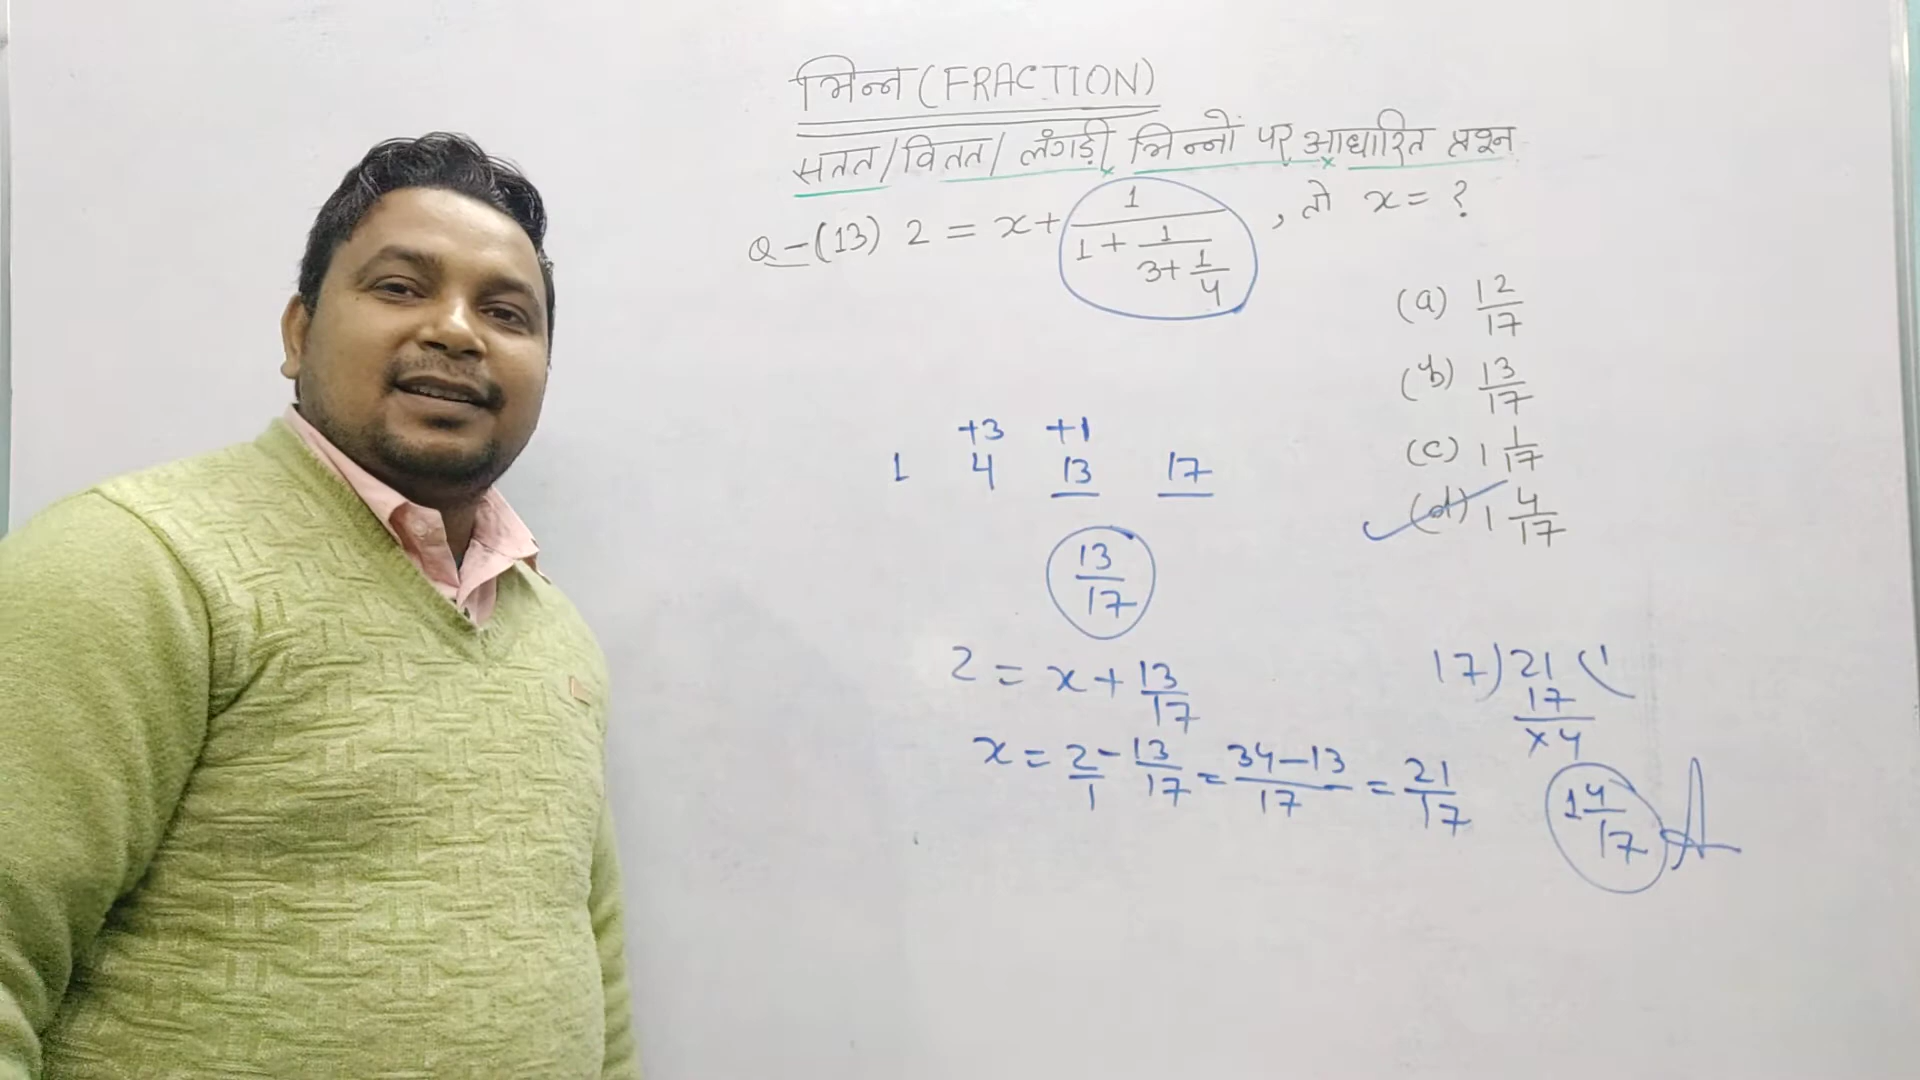 भिन्न (FRACTION)
सतत/वितत/लंगड़ी भिन्नों पर आधारित प्रश्न
Q-(13) 2 = x + 1/(1 + 1/(3 + 1/4)), तो x = ?
(a) 12/17
(b) 13/17
(c) 1 1/17
(d) 1 4/17
+3 +1
1 4 13 17
13/17
2 = x + 13/17
x = 2/1 - 13/17 = 34-13/17 = 21/17
17) 21 (1
17
×4
1 4/17 A